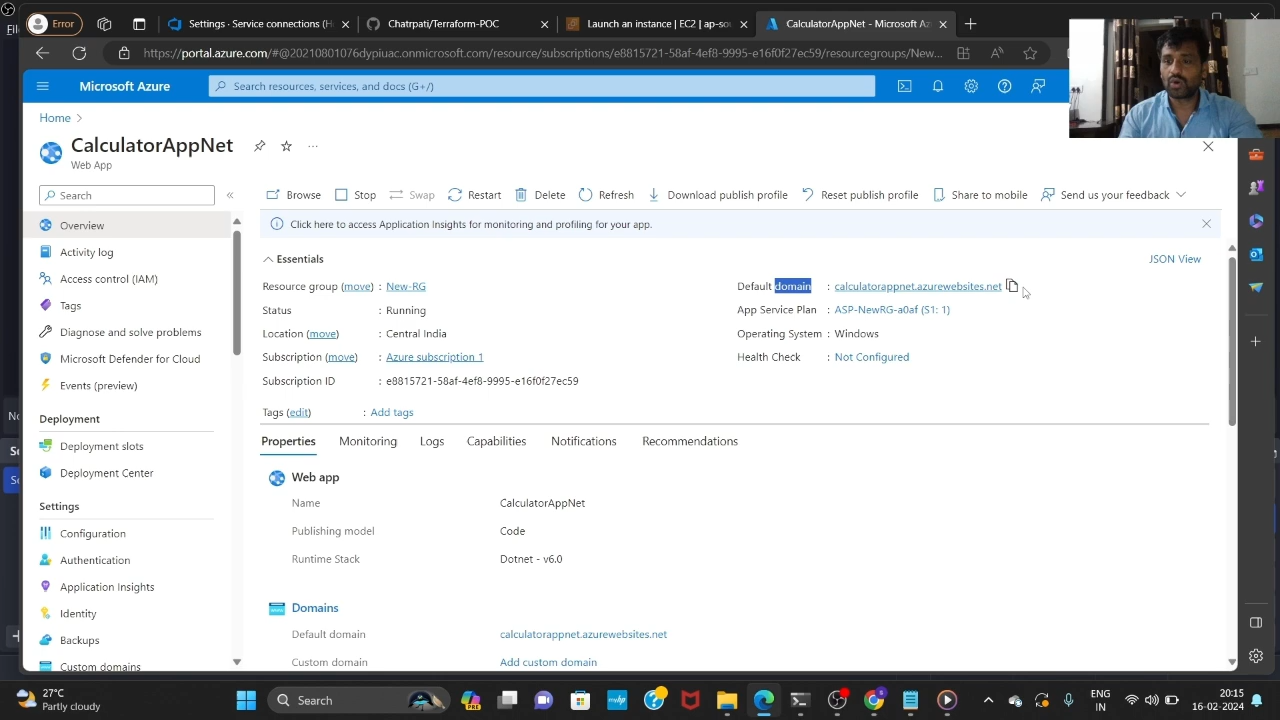 Error
Settings · Service connections (H
Chatrpati/Terraform-POC
Launch an instance | EC2 | ap-so
CalculatorAppNet - Microsoft Az
https://portal.azure.com/#@20210801076dypiuac.onmicrosoft.com/resource/subscriptions/e8815721-58af-4ef8-9995-e16f0f27ec59/resourcegroups/New...
Microsoft Azure
Search resources, services, and docs (G+/)
Home >
CalculatorAppNet
Web App
Search
Browse
Stop
Swap
Restart
Delete
Refresh
Download publish profile
Reset publish profile
Share to mobile
Send us your feedback
Click here to access Application Insights for monitoring and profiling for your app.
Overview
Activity log
Access control (IAM)
Tags
Diagnose and solve problems
Microsoft Defender for Cloud
Events (preview)
Deployment
Deployment slots
Deployment Center
Settings
Configuration
Authentication
Application Insights
Identity
Backups
Custom domains
Essentials
JSON View
Resource group (move) : New-RG
Status : Running
Location (move) : Central India
Subscription (move) : Azure subscription 1
Subscription ID : e8815721-58af-4ef8-9995-e16f0f27ec59
Tags (edit) : Add tags
Default domain : calculatorappnet.azurewebsites.net
App Service Plan : ASP-NewRG-a0af (S1: 1)
Operating System : Windows
Health Check : Not Configured
Properties
Monitoring
Logs
Capabilities
Notifications
Recommendations
Web app
Name CalculatorAppNet
Publishing model Code
Runtime Stack Dotnet - v6.0
Domains
Default domain calculatorappnet.azurewebsites.net
Custom domain Add custom domain
27°C
Partly cloudy
Search
ENG
IN
20:15
16-02-2024